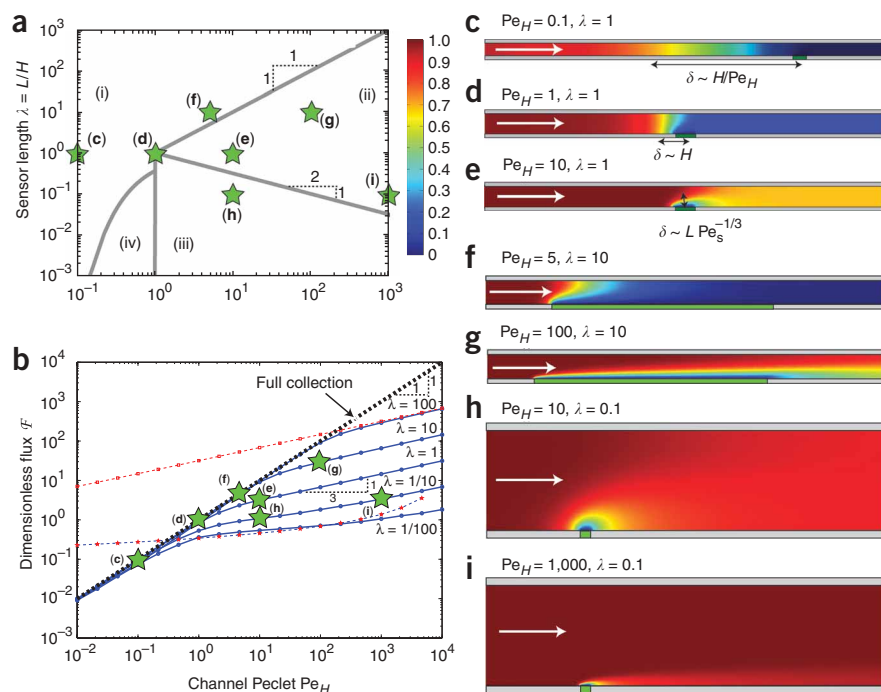 a
Sensor length λ = L/H
10³
10²
10¹
10⁰
10⁻¹
10⁻²
10⁻³
10⁻¹
10⁰
10¹
10²
10³
(i)
(ii)
(iii)
(iv)
(c)
(d)
(e)
(f)
(g)
(h)
(i)
1
1
2
1
1.0
0.9
0.8
0.7
0.6
0.5
0.4
0.3
0.2
0.1
0
b
Dimensionless flux ℱ
10⁴
10³
10²
10¹
10⁰
10⁻¹
10⁻²
10⁻³
10⁻²
10⁻¹
10⁰
10¹
10²
10³
10⁴
Channel Peclet Pe_H
Full collection
1
1
λ = 100
λ = 10
λ = 1
λ = 1/10
λ = 1/100
3
1
(c)
(d)
(f)
(e)
(h)
(g)
(i)
c Pe_H = 0.1, λ = 1
δ ~ H/Pe_H
d Pe_H = 1, λ = 1
δ ~ H
e Pe_H = 10, λ = 1
δ ~ L Pe_s^−1/3
f Pe_H = 5, λ = 10
g Pe_H = 100, λ = 10
h Pe_H = 10, λ = 0.1
i Pe_H = 1,000, λ = 0.1